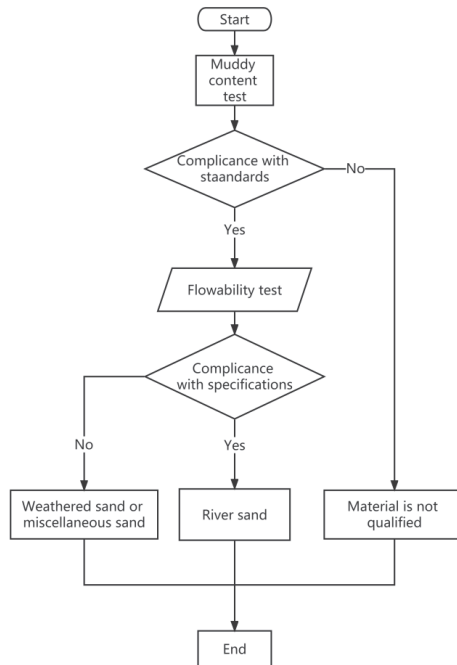 Start
Muddy
content
test
Complicance with
staandards
No
Yes
Flowability test
Complicance
with specifications
No
Yes
Weathered sand or
miscellaneous sand
River sand
Material is not
qualified
End